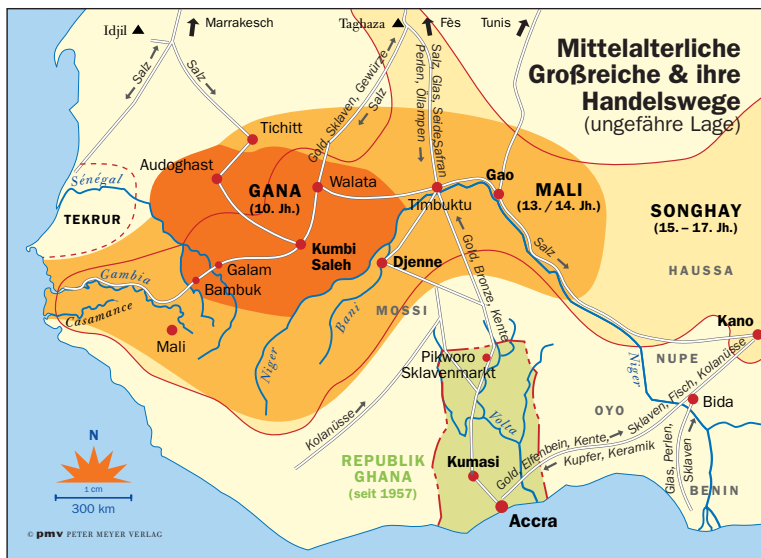 Idjil
Marrakesch
Taghaza
Fès
Tunis
Mittelalterliche
Großreiche & ihre
Handelswege
(ungefähre Lage)
Salz
Salz
Gold, Sklaven, Gewürze
Salz
Salz, Glas, Seide Safran
Perlen, Öllampen
Tichitt
Audoghast
Sénégal
TEKRUR
GANA
(10. Jh.)
Walata
Timbuktu
Gao
MALI
(13. / 14. Jh.)
SONGHAY
(15. – 17. Jh.)
Kumbi
Saleh
Djenne
Salz
HAUSSA
Galam
Bambuk
Gambia
Casamance
Mali
Niger
Bani
MOSSI
Gold, Bronze, Kente
Kano
NUPE
Niger
Pikworo
Sklavenmarkt
Kolanüsse
Volta
OYO
Sklaven, Fisch, Kolanüsse
Bida
REPUBLIK
GHANA
(seit 1957)
Kumasi
Gold, Elfenbein, Kente,
Kupfer, Keramik
Glas, Perlen,
Sklaven
BENIN
Accra
N
1 cm
300 km
© pmv PETER MEYER VERLAG